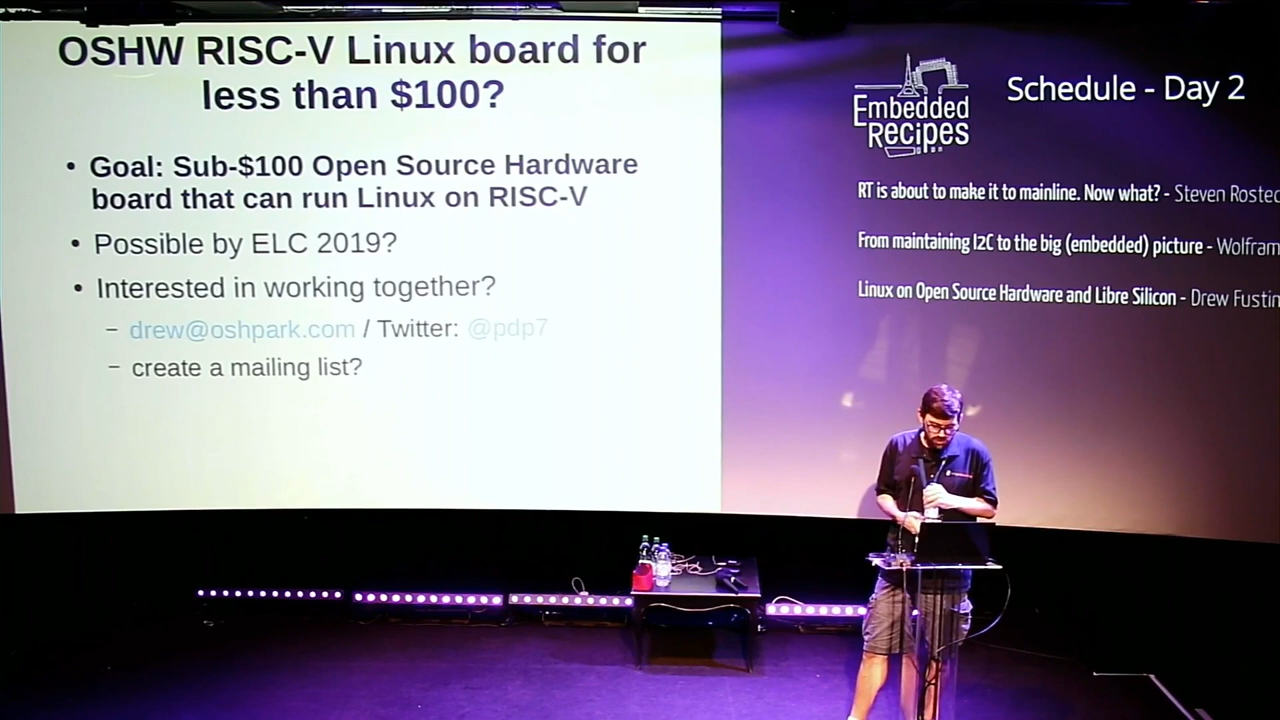 OSHW RISC-V Linux board for
less than $100?
• Goal: Sub-$100 Open Source Hardware
board that can run Linux on RISC-V
• Possible by ELC 2019?
• Interested in working together?
– drew@oshpark.com / Twitter: @pdp7
– create a mailing list?
Embedded
Recipes
Schedule - Day 2
RT is about to make it to mainline. Now what? - Steven Rosted
From maintaining I2C to the big (embedded) picture - Wolfram
Linux on Open Source Hardware and Libre Silicon - Drew Fustin